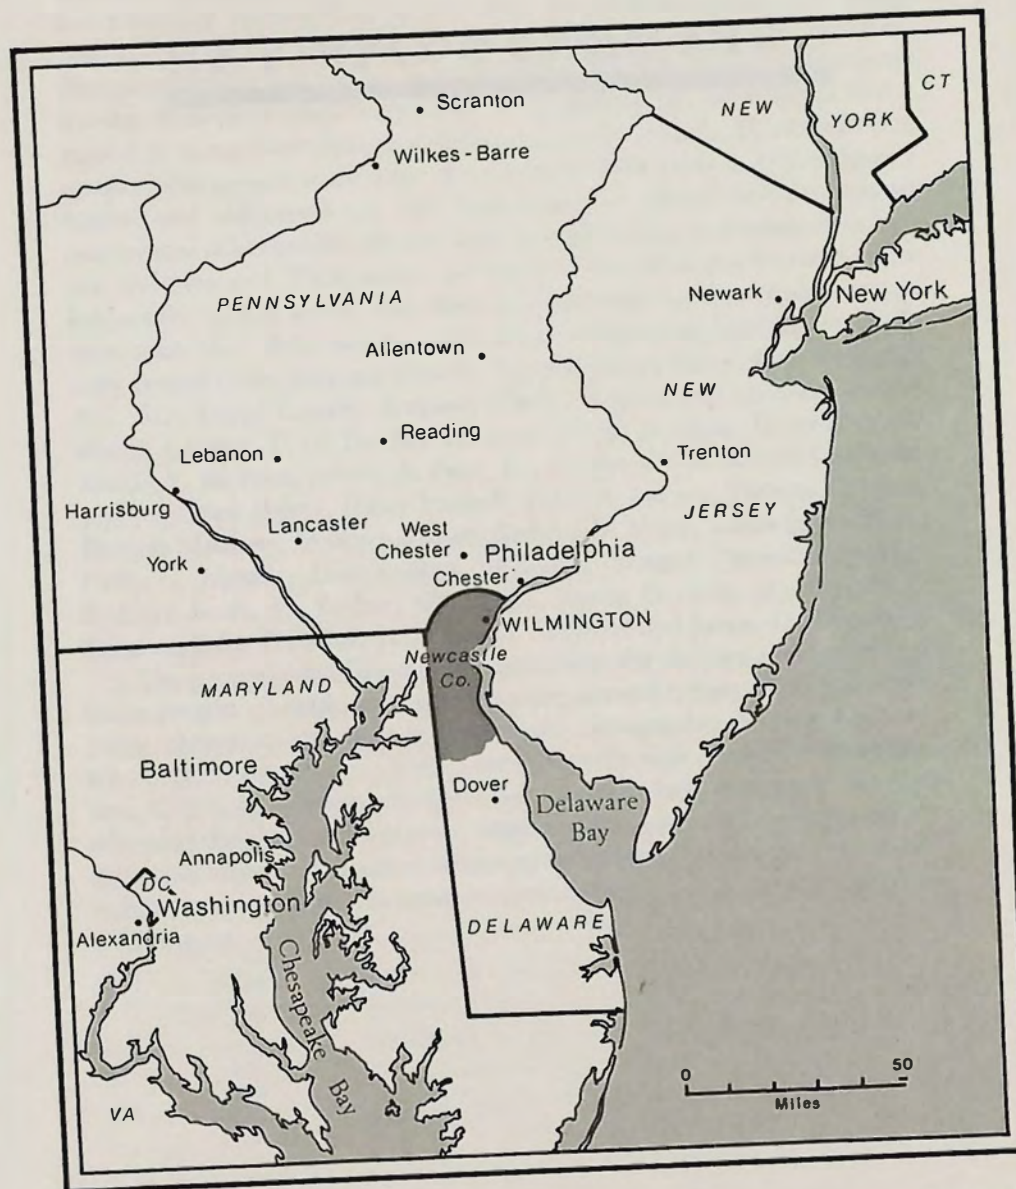 Scranton
NEW
YORK
CT
Wilkes-Barre
PENNSYLVANIA
Newark
New York
Allentown
NEW
JERSEY
Reading
Lebanon
Trenton
Harrisburg
Lancaster
West
Chester
Philadelphia
York
Chester
WILMINGTON
Newcastle
Co.
MARYLAND
Baltimore
Dover
Delaware
Bay
Annapolis
DC
Washington
Alexandria
DELAWARE
Chesapeake
Bay
VA
0
50
Miles